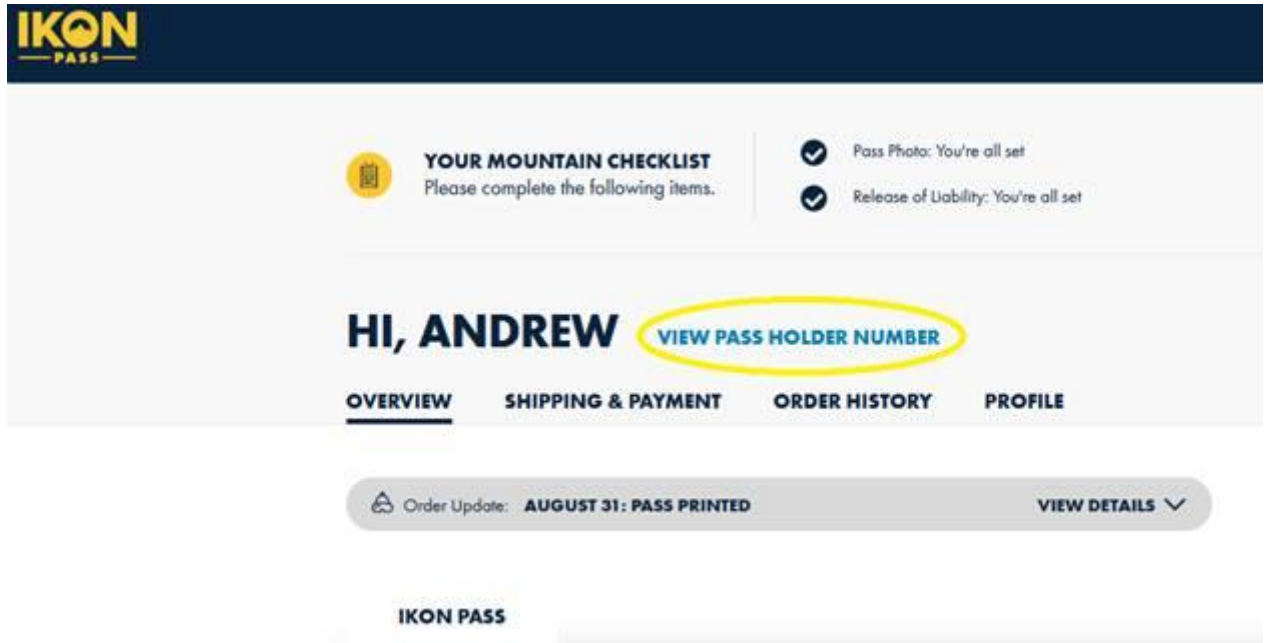 IKON
PASS
YOUR MOUNTAIN CHECKLIST
Please complete the following items.
Pass Photo: You're all set
Release of Liability: You're all set
HI, ANDREW VIEW PASS HOLDER NUMBER
OVERVIEW SHIPPING & PAYMENT ORDER HISTORY PROFILE
Order Update: AUGUST 31: PASS PRINTED VIEW DETAILS
IKON PASS